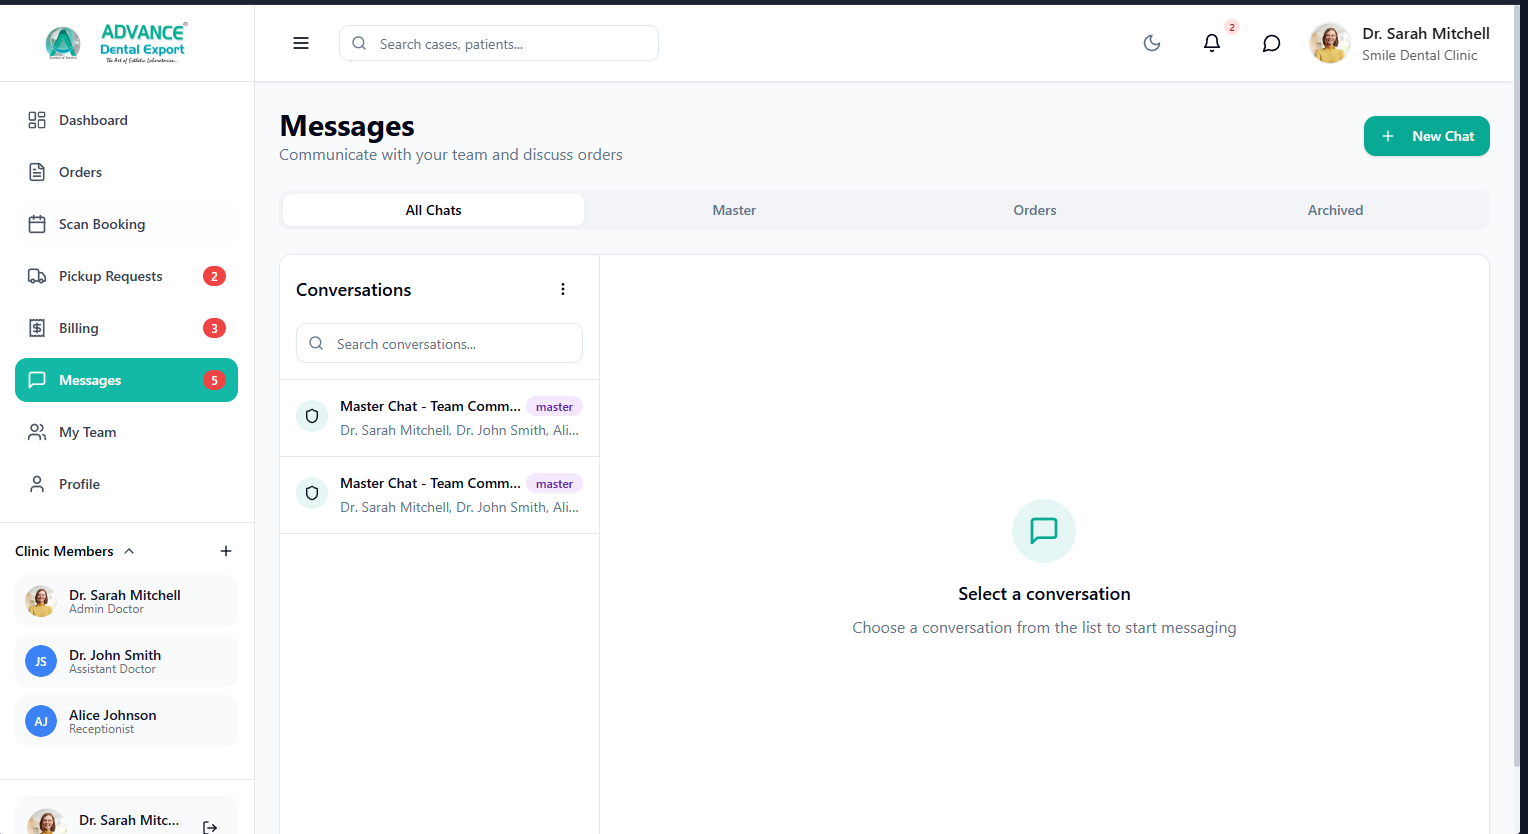 ADVANCE®
Dental Export
The Art of Esthetic Laboratories...
Search cases, patients...
2
Dr. Sarah Mitchell
Smile Dental Clinic
Dashboard
Orders
Scan Booking
Pickup Requests 2
Billing 3
Messages 5
My Team
Profile
Clinic Members
Dr. Sarah Mitchell
Admin Doctor
JS
Dr. John Smith
Assistant Doctor
AJ
Alice Johnson
Receptionist
Dr. Sarah Mitc...
Messages
Communicate with your team and discuss orders
New Chat
All Chats Master Orders Archived
Conversations
Search conversations...
Master Chat - Team Comm... master
Dr. Sarah Mitchell, Dr. John Smith, Ali...
Master Chat - Team Comm... master
Dr. Sarah Mitchell, Dr. John Smith, Ali...
Select a conversation
Choose a conversation from the list to start messaging